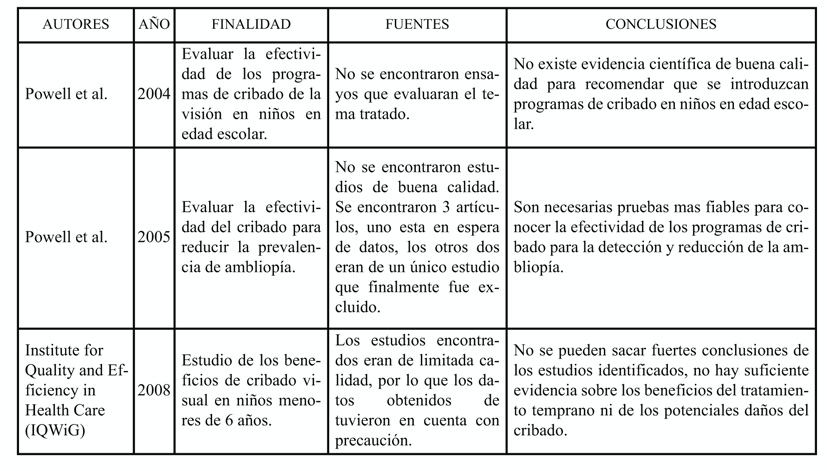 AUTORES AÑO FINALIDAD FUENTES CONCLUSIONES
Powell et al.
2004
Evaluar la efectivi-
dad de los progra-
mas de cribado de la
visión en niños en
edad escolar.
No se encontraron ensa-
yos que evaluaran el te-
ma tratado.
No existe evidencia científica de buena cali-
dad para recomendar que se introduzcan
programas de cribado en niños en edad esco-
lar.
Powell et al.
2005
Evaluar la efectivi-
dad del cribado para
reducir la prevalen-
cia de ambliopía.
No se encontraron estu-
dios de buena calidad.
Se encontraron 3 artícu-
los, uno esta en espera
de datos, los otros dos
eran de un único estudio
que finalmente fue ex-
cluido.
Son necesarias pruebas mas fiables para co-
nocer la efectividad de los programas de cri-
bado para la detección y reducción de la am-
bliopía.
Institute for
Quality and Ef-
ficiency in
Health Care
(IQWiG)
2008
Estudio de los bene-
ficios de cribado vi-
sual en niños meno-
res de 6 años.
Los estudios encontra-
dos eran de limitada ca-
lidad, por lo que los da-
tos obtenidos de
tuvieron en cuenta con
precaución.
No se pueden sacar fuertes conclusiones de
los estudios identificados, no hay suficiente
evidencia sobre los beneficios del tratamien-
to temprano ni de los potenciales daños del
cribado.